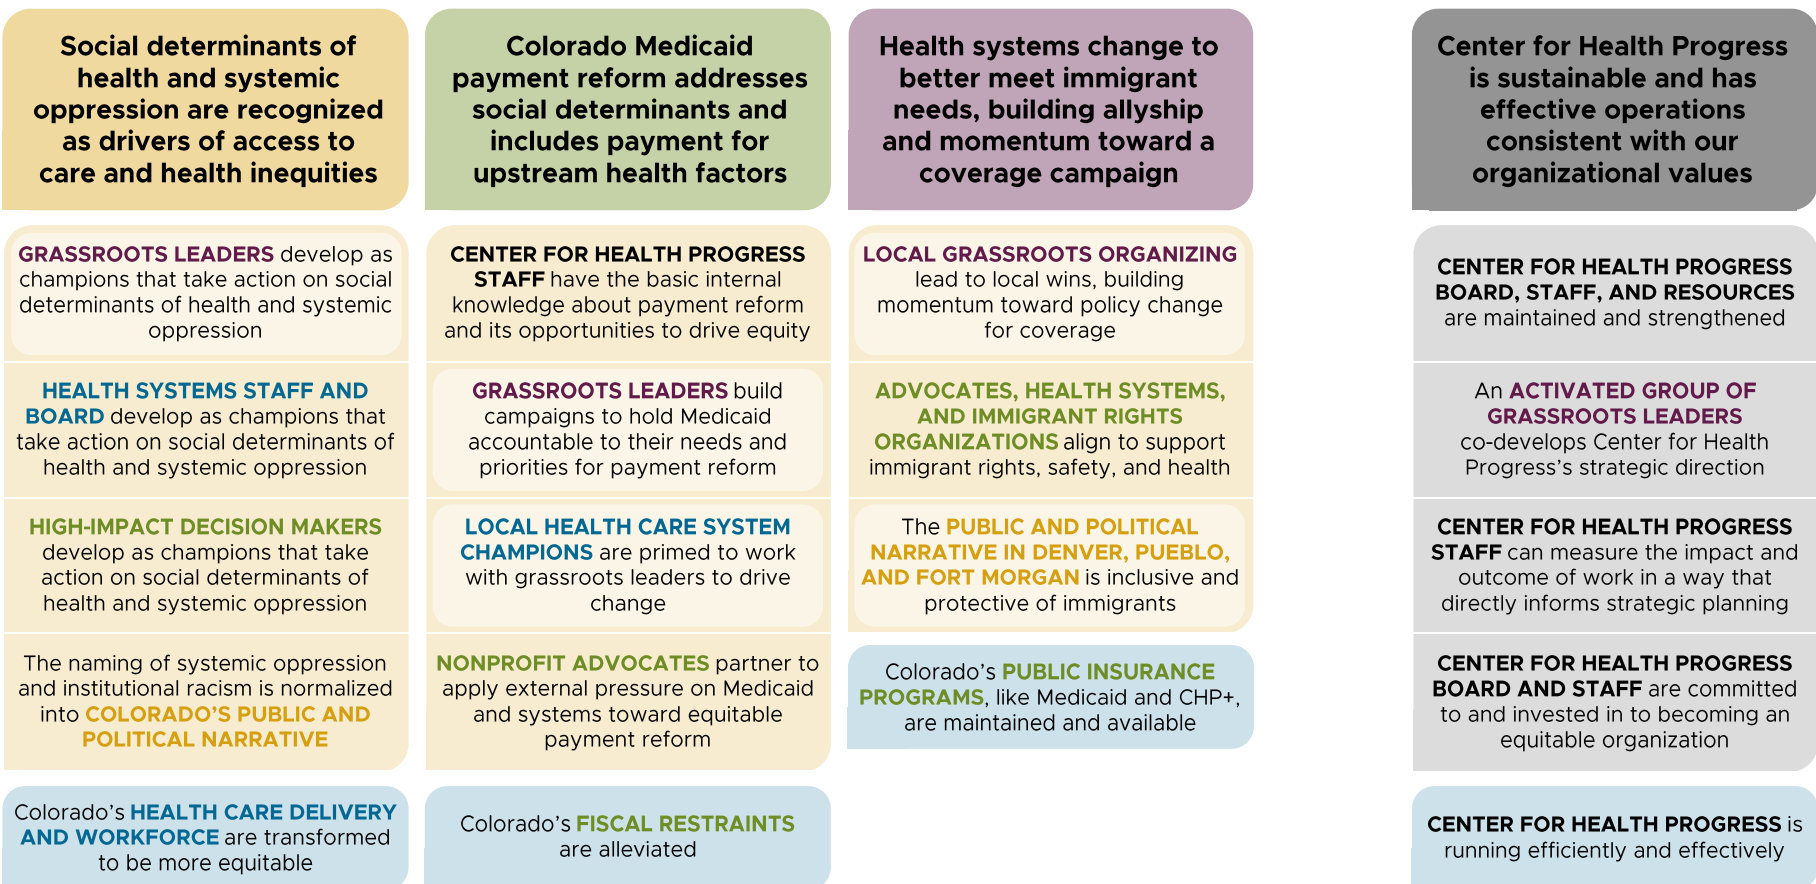 Social determinants of
health and systemic
oppression are recognized
as drivers of access to
care and health inequities
GRASSROOTS LEADERS develop as
champions that take action on social
determinants of health and systemic
oppression
HEALTH SYSTEMS STAFF AND
BOARD develop as champions that
take action on social determinants of
health and systemic oppression
HIGH-IMPACT DECISION MAKERS
develop as champions that take
action on social determinants of
health and systemic oppression
The naming of systemic oppression
and institutional racism is normalized
into COLORADO'S PUBLIC AND
POLITICAL NARRATIVE
Colorado's HEALTH CARE DELIVERY
AND WORKFORCE are transformed
to be more equitable
Colorado Medicaid
payment reform addresses
social determinants and
includes payment for
upstream health factors
CENTER FOR HEALTH PROGRESS
STAFF have the basic internal
knowledge about payment reform
and its opportunities to drive equity
GRASSROOTS LEADERS build
campaigns to hold Medicaid
accountable to their needs and
priorities for payment reform
LOCAL HEALTH CARE SYSTEM
CHAMPIONS are primed to work
with grassroots leaders to drive
change
NONPROFIT ADVOCATES partner to
apply external pressure on Medicaid
and systems toward equitable
payment reform
Colorado's FISCAL RESTRAINTS
are alleviated
Health systems change to
better meet immigrant
needs, building allyship
and momentum toward a
coverage campaign
LOCAL GRASSROOTS ORGANIZING
lead to local wins, building
momentum toward policy change
for coverage
ADVOCATES, HEALTH SYSTEMS,
AND IMMIGRANT RIGHTS
ORGANIZATIONS align to support
immigrant rights, safety, and health
The PUBLIC AND POLITICAL
NARRATIVE IN DENVER, PUEBLO,
AND FORT MORGAN is inclusive and
protective of immigrants
Colorado's PUBLIC INSURANCE
PROGRAMS, like Medicaid and CHP+,
are maintained and available
Center for Health Progress
is sustainable and has
effective operations
consistent with our
organizational values
CENTER FOR HEALTH PROGRESS
BOARD, STAFF, AND RESOURCES
are maintained and strengthened
An ACTIVATED GROUP OF
GRASSROOTS LEADERS
co-develops Center for Health
Progress's strategic direction
CENTER FOR HEALTH PROGRESS
STAFF can measure the impact and
outcome of work in a way that
directly informs strategic planning
CENTER FOR HEALTH PROGRESS
BOARD AND STAFF are committed
to and invested in to becoming an
equitable organization
CENTER FOR HEALTH PROGRESS is
running efficiently and effectively